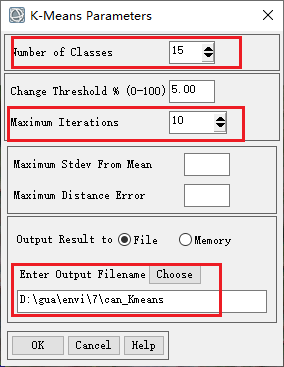 K-Means Parameters
Number of Classes 15
Change Threshold % (0-100) 5.00
Maximum Iterations 10
Maximum Stdev From Mean
Maximum Distance Error
Output Result to File Memory
Enter Output Filename Choose
D:\gua\envi\7\can_Kmeans
OK Cancel Help